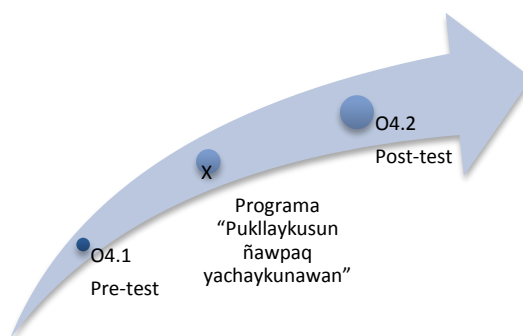 O4.2
Post-test
X
Programa
“Pukllaykusun
ñawpaq
yachaykunawan”
O4.1
Pre-test